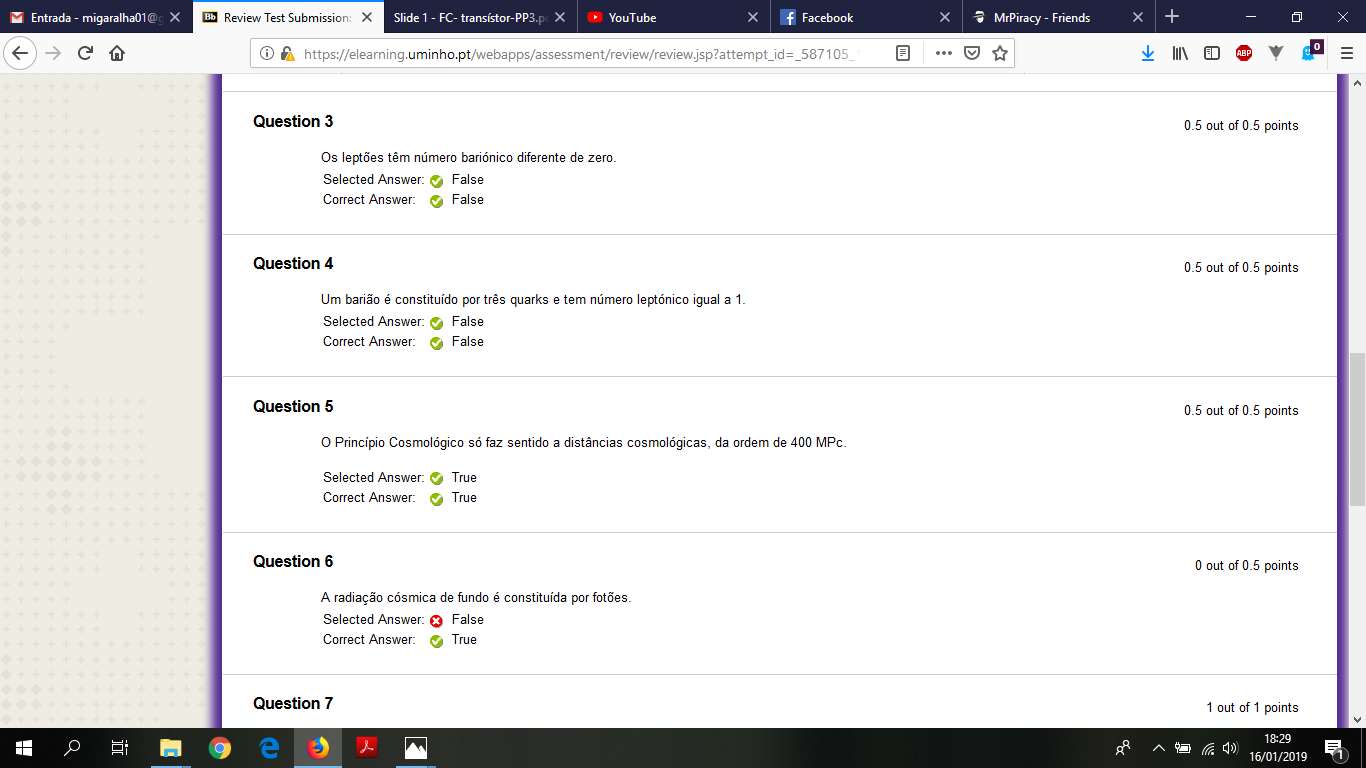 Entrada - migaralha01@g
Review Test Submission:
Slide 1 - FC- transístor-PP3.p
YouTube
Facebook
MrPiracy - Friends
https://elearning.uminho.pt/webapps/assessment/review/review.jsp?attempt_id=_587105_
ABP
0
Question 3
0.5 out of 0.5 points
Os leptões têm número bariónico diferente de zero.
Selected Answer: False
Correct Answer: False
Question 4
0.5 out of 0.5 points
Um barião é constituído por três quarks e tem número leptónico igual a 1.
Selected Answer: False
Correct Answer: False
Question 5
0.5 out of 0.5 points
O Princípio Cosmológico só faz sentido a distâncias cosmológicas, da ordem de 400 MPc.
Selected Answer: True
Correct Answer: True
Question 6
0 out of 0.5 points
A radiação cósmica de fundo é constituída por fotões.
Selected Answer: False
Correct Answer: True
Question 7
1 out of 1 points
18:29
16/01/2019
1